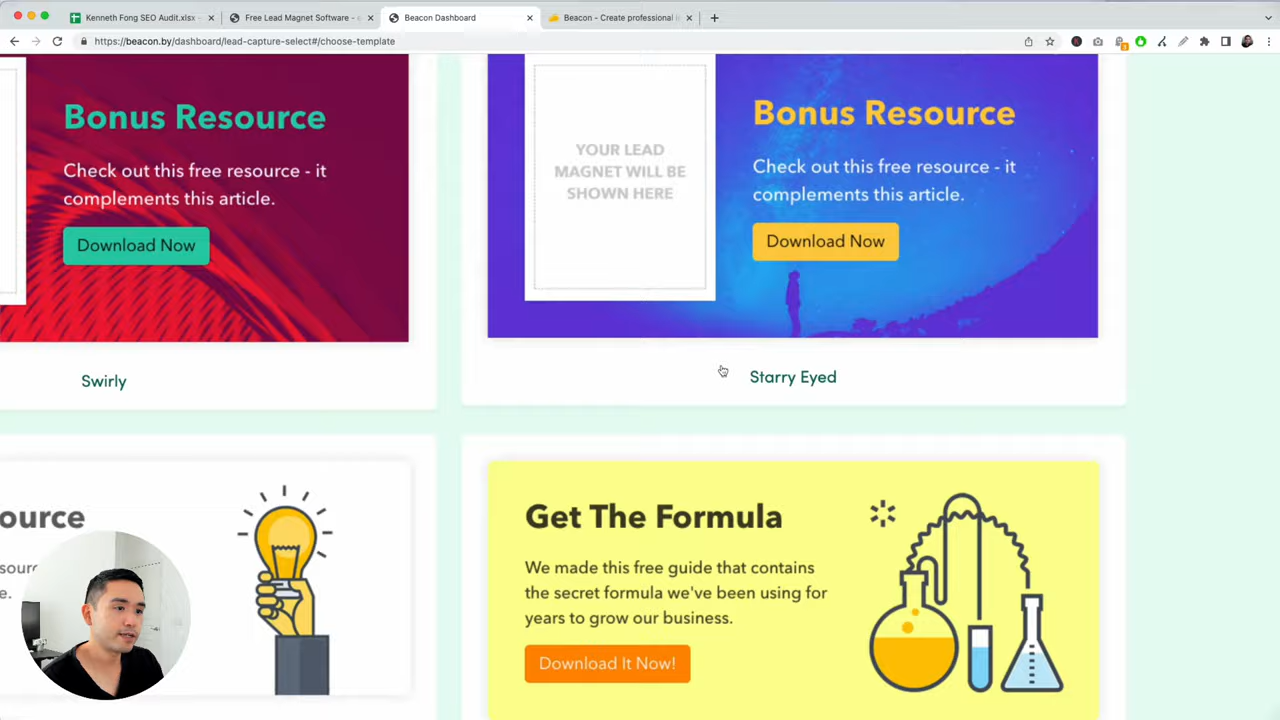 Kenneth Fong SEO Audit.xlsx
Free Lead Magnet Software -
Beacon Dashboard
Beacon - Create professional
https://beacon.by/dashboard/lead-capture-select#/choose-template
Bonus Resource
Check out this free resource - it
complements this article.
Download Now
Swirly
YOUR LEAD
MAGNET WILL BE
SHOWN HERE
Bonus Resource
Check out this free resource - it
complements this article.
Download Now
Starry Eyed
ource
Get The Formula
We made this free guide that contains
the secret formula we've been using for
years to grow our business.
Download It Now!